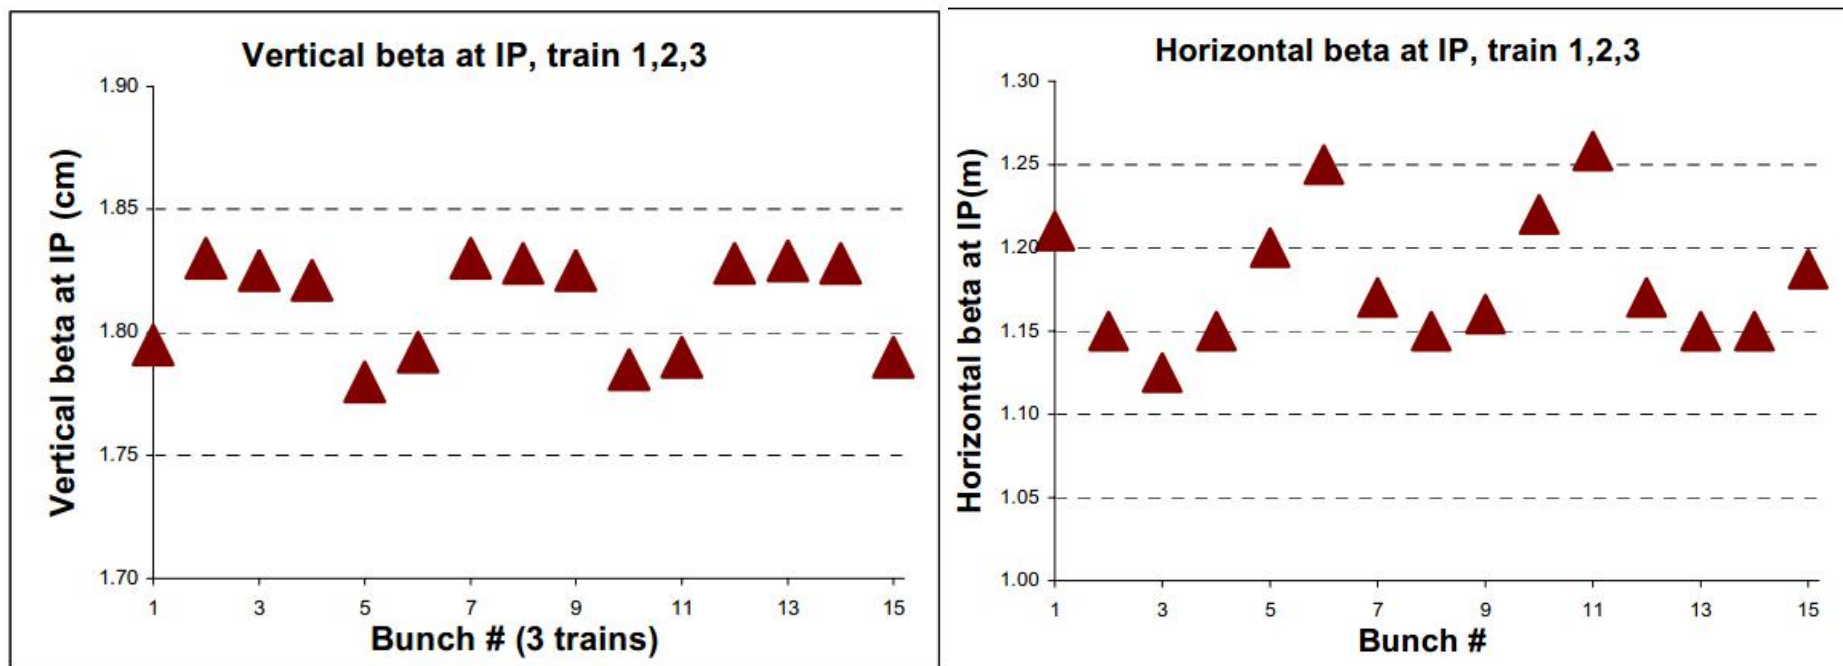 Vertical beta at IP, train 1,2,3
Vertical beta at IP (cm)
1.90
1.85
1.80
1.75
1.70
1 3 5 7 9 11 13 15
Bunch # (3 trains)
Horizontal beta at IP, train 1,2,3
Horizontal beta at IP(m)
1.30
1.25
1.20
1.15
1.10
1.05
1.00
1 3 5 7 9 11 13 15
Bunch #